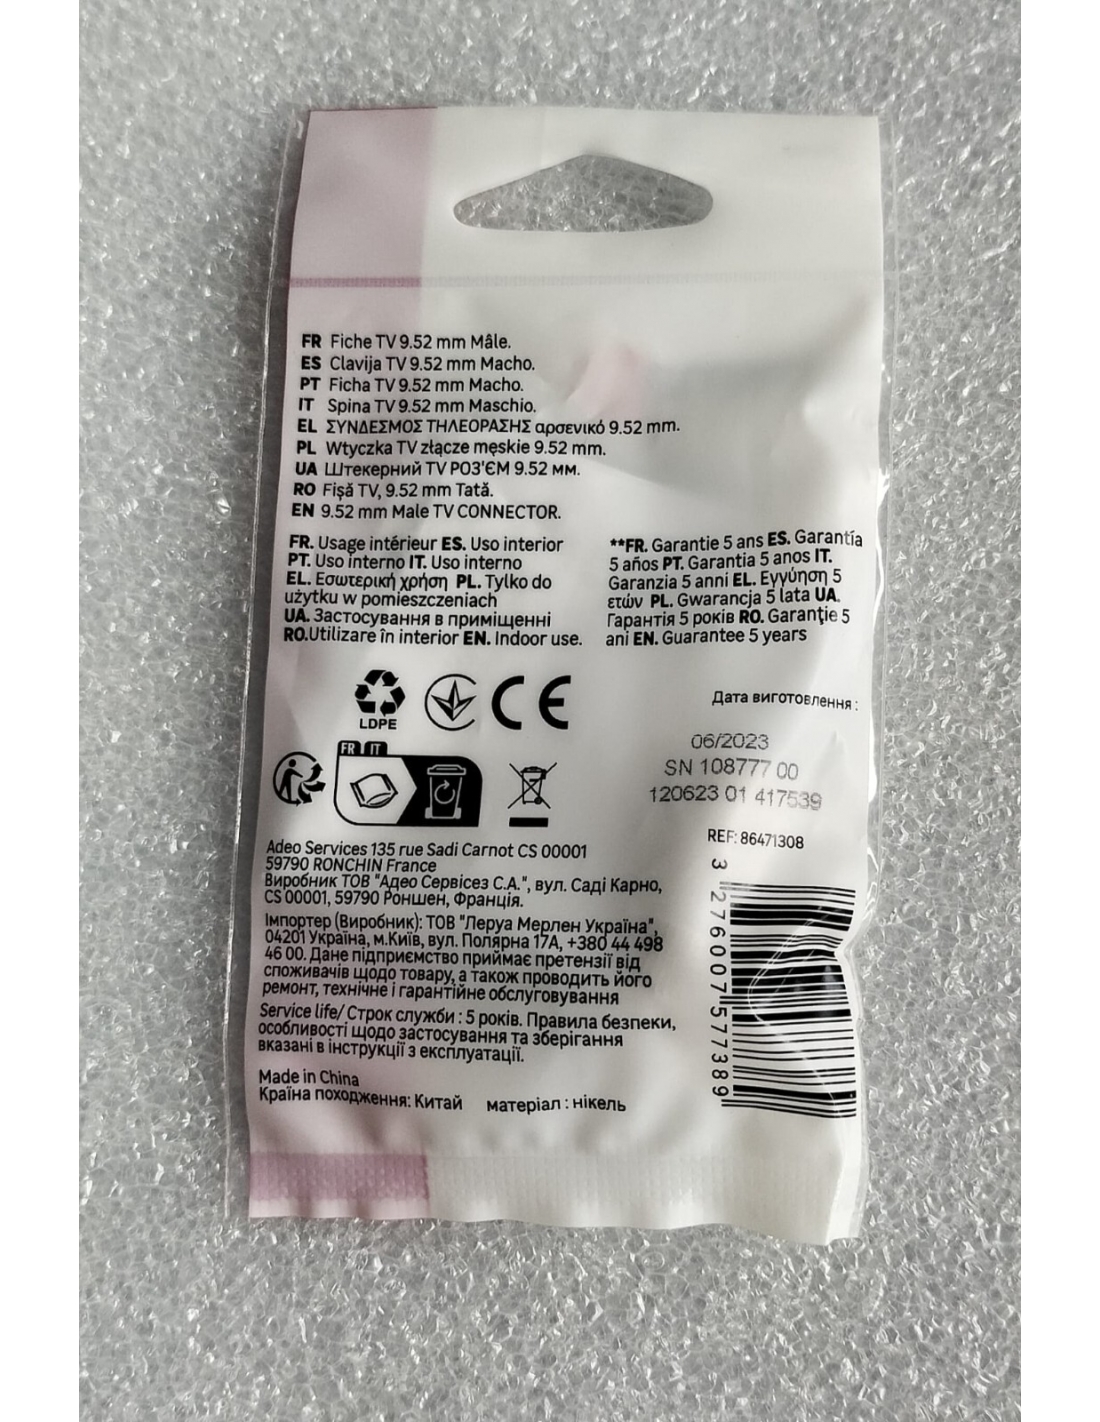 FR Fiche TV 9.52 mm Mâle.
ES Clavija TV 9.52 mm Macho.
PT Ficha TV 9.52 mm Macho.
IT Spina TV 9.52 mm Maschio.
EL ΣΥΝΔΕΣΜΟΣ ΤΗΛΕΟΡΑΣΗΣ αρσενικό 9.52 mm.
PL Wtyczka TV złącze męskie 9.52 mm.
UA Штекерний TV РОЗ'ЄМ 9.52 мм.
RO Fişă TV, 9.52 mm Tată.
EN 9.52 mm Male TV CONNECTOR.
FR. Usage intérieur ES. Uso interior
PT. Uso interno IT. Uso interno
EL. Εσωτερική χρήση PL. Tylko do
użytku w pomieszczeniach
UA. Застосування в приміщенні
RO.Utilizare în interior EN. Indoor use.
**FR. Garantie 5 ans ES. Garantía
5 años PT. Garantia 5 anos IT.
Garanzia 5 anni EL. Εγγύηση 5
ετών PL. Gwarancja 5 lata UA.
Гарантія 5 років RO. Garanţie 5
ani EN. Guarantee 5 years
LDPE
CE
FR IT
Дата виготовлення :
06/2023
SN 108777 00
120623 01 417539
REF: 86471308
3 276007 577389
Adeo Services 135 rue Sadi Carnot CS 00001
59790 RONCHIN France
Виробник ТОВ "Адео Сервісез С.А.", вул. Саді Карно,
CS 00001, 59790 Роншен, Франція.
Імпортер (Виробник): ТОВ "Леруа Мерлен Україна",
04201 Україна, м.Київ, вул. Полярна 17А, +380 44 498
46 00. Дане підприємство приймає претензії від
споживачів щодо товару, а також проводить його
ремонт, технічне і гарантійне обслуговування
Service life/ Строк служби : 5 років. Правила безпеки,
особливості щодо застосування та зберігання
вказані в інструкції з експлуатації.
Made in China
Країна походження: Китай матеріал : нікель